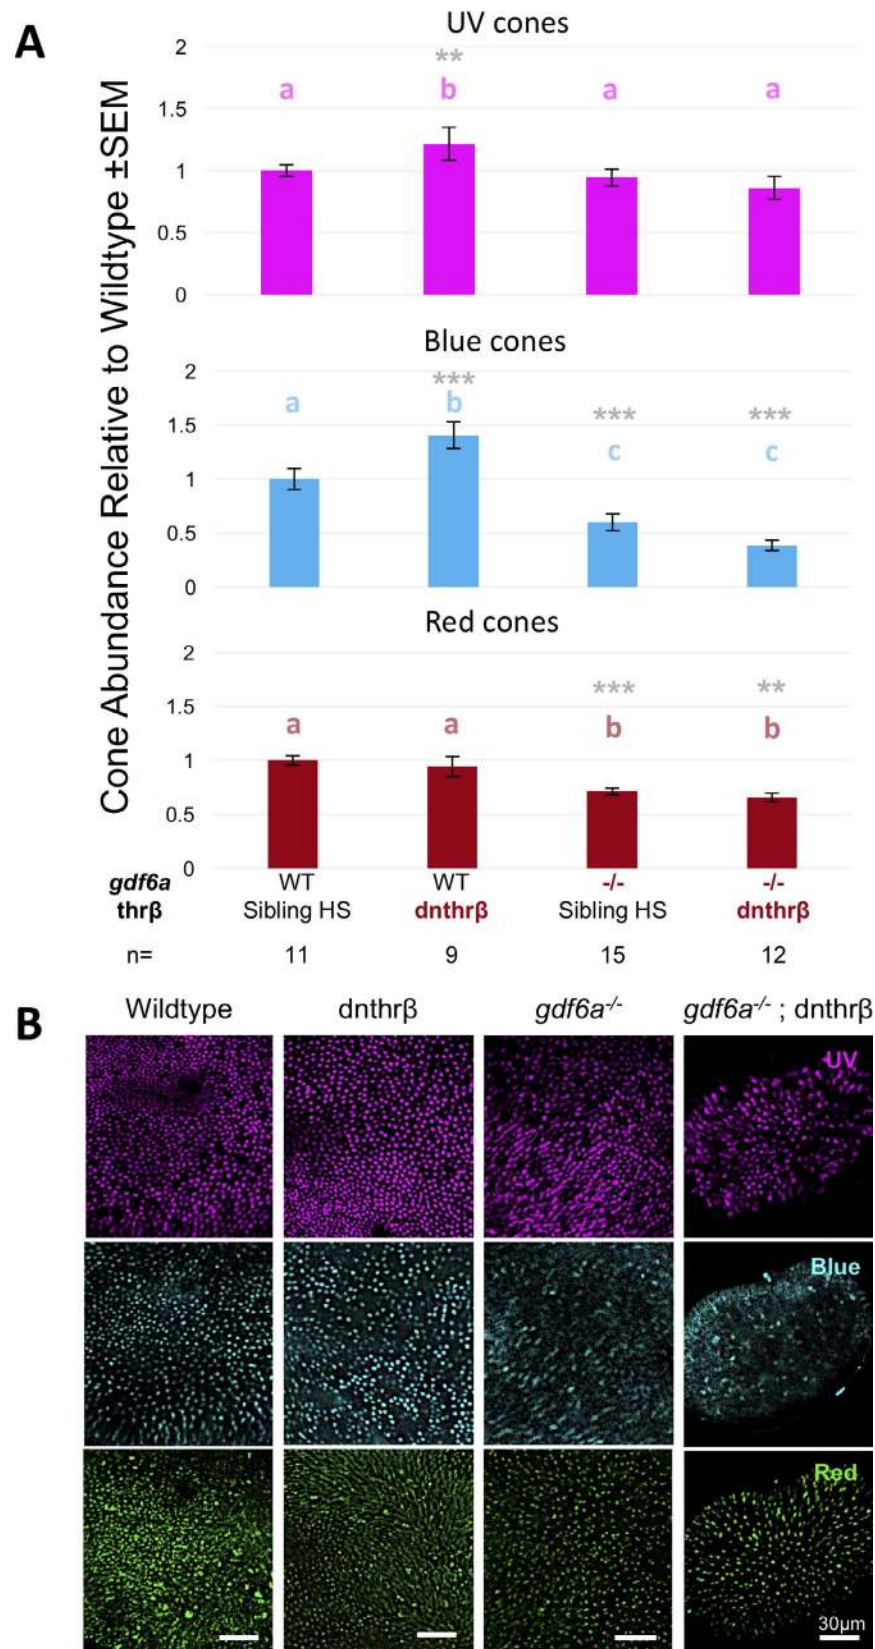 A
UV cones
Cone Abundance Relative to Wildtype ±SEM
2
1.5
1
0.5
0
**
a b a a
Blue cones
2
1.5
1
0.5
0
*** *** ***
a b c c
Red cones
2
1.5
1
0.5
0
*** **
a a b b
gdf6a WT WT -/- -/-
thrβ Sibling HS dnthrβ Sibling HS dnthrβ
n= 11 9 15 12
B
Wildtype dnthrβ gdf6a-/- gdf6a-/- ; dnthrβ
UV
Blue
Red
30µm